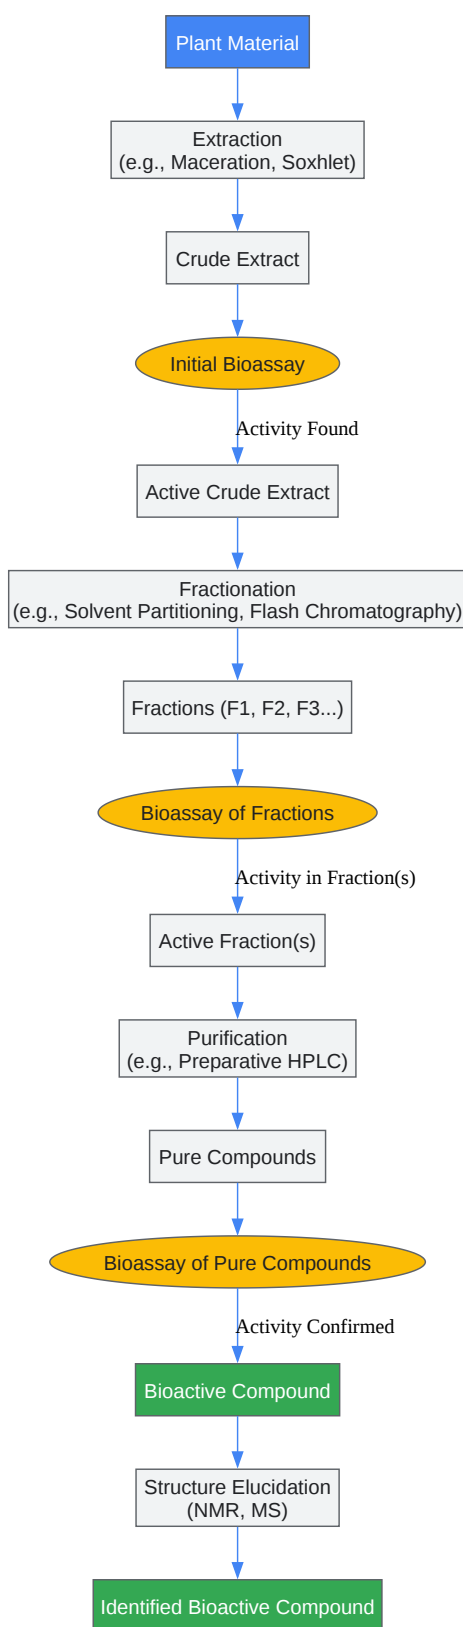 Plant Material
Extraction
(e.g., Maceration, Soxhlet)
Crude Extract
Initial Bioassay
Activity Found
Active Crude Extract
Fractionation
(e.g., Solvent Partitioning, Flash Chromatography)
Fractions (F1, F2, F3...)
Bioassay of Fractions
Activity in Fraction(s)
Active Fraction(s)
Purification
(e.g., Preparative HPLC)
Pure Compounds
Bioassay of Pure Compounds
Activity Confirmed
Bioactive Compound
Structure Elucidation
(NMR, MS)
Identified Bioactive Compound